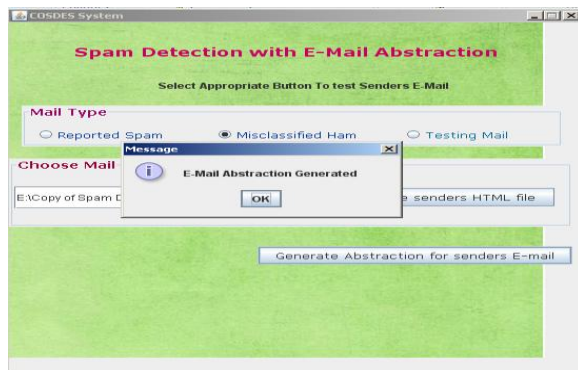 COSDES System
Spam Detection with E-Mail Abstraction
Select Appropriate Button To test Senders E-Mail
Mail Type
Reported Spam Misclassified Ham Testing Mail
Message
Choose Mail
E-Mail Abstraction Generated
E:\Copy of Spam D
senders HTML file
OK
Generate Abstraction for senders E-mail